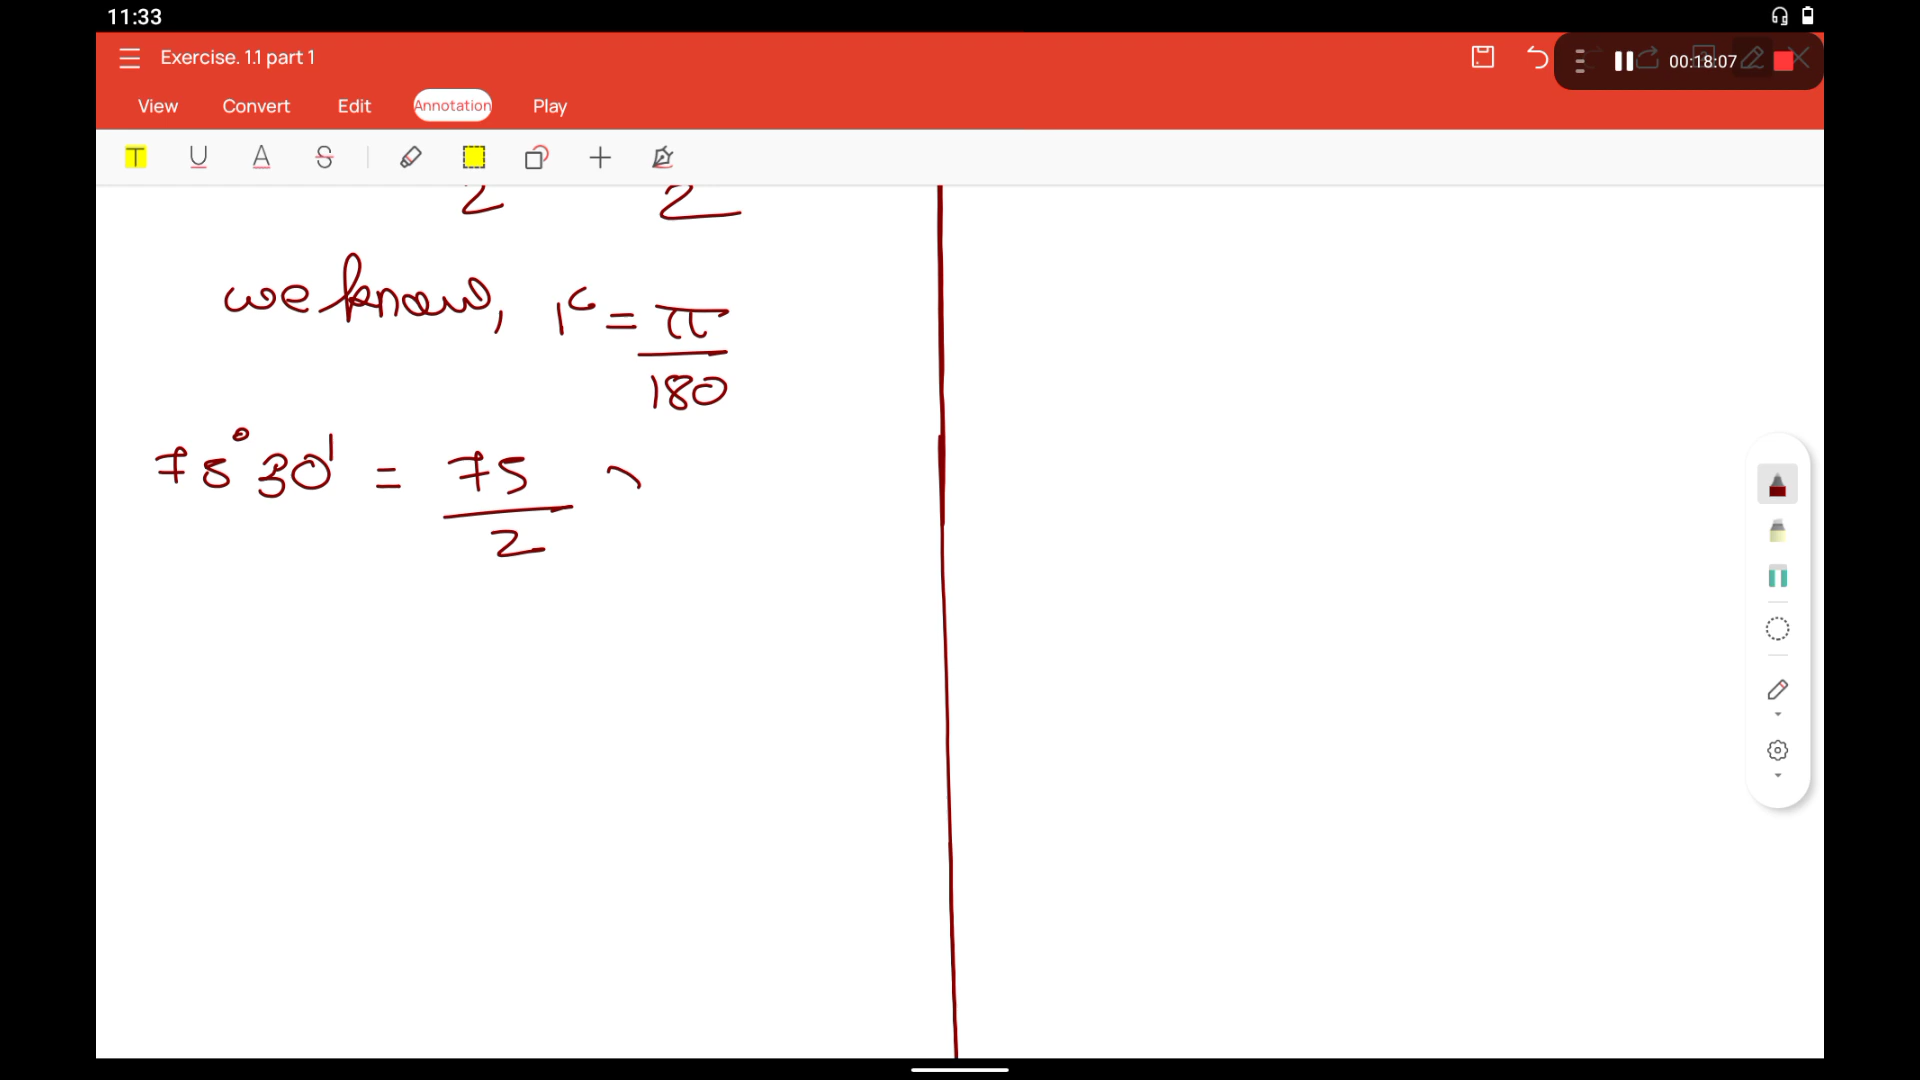 11:33
Exercise. 1.1 part 1
00:18:07
View Convert Edit Annotation Play
T U A S
2 2
we know, 1ᶜ = π/180
75°30' = 75/2